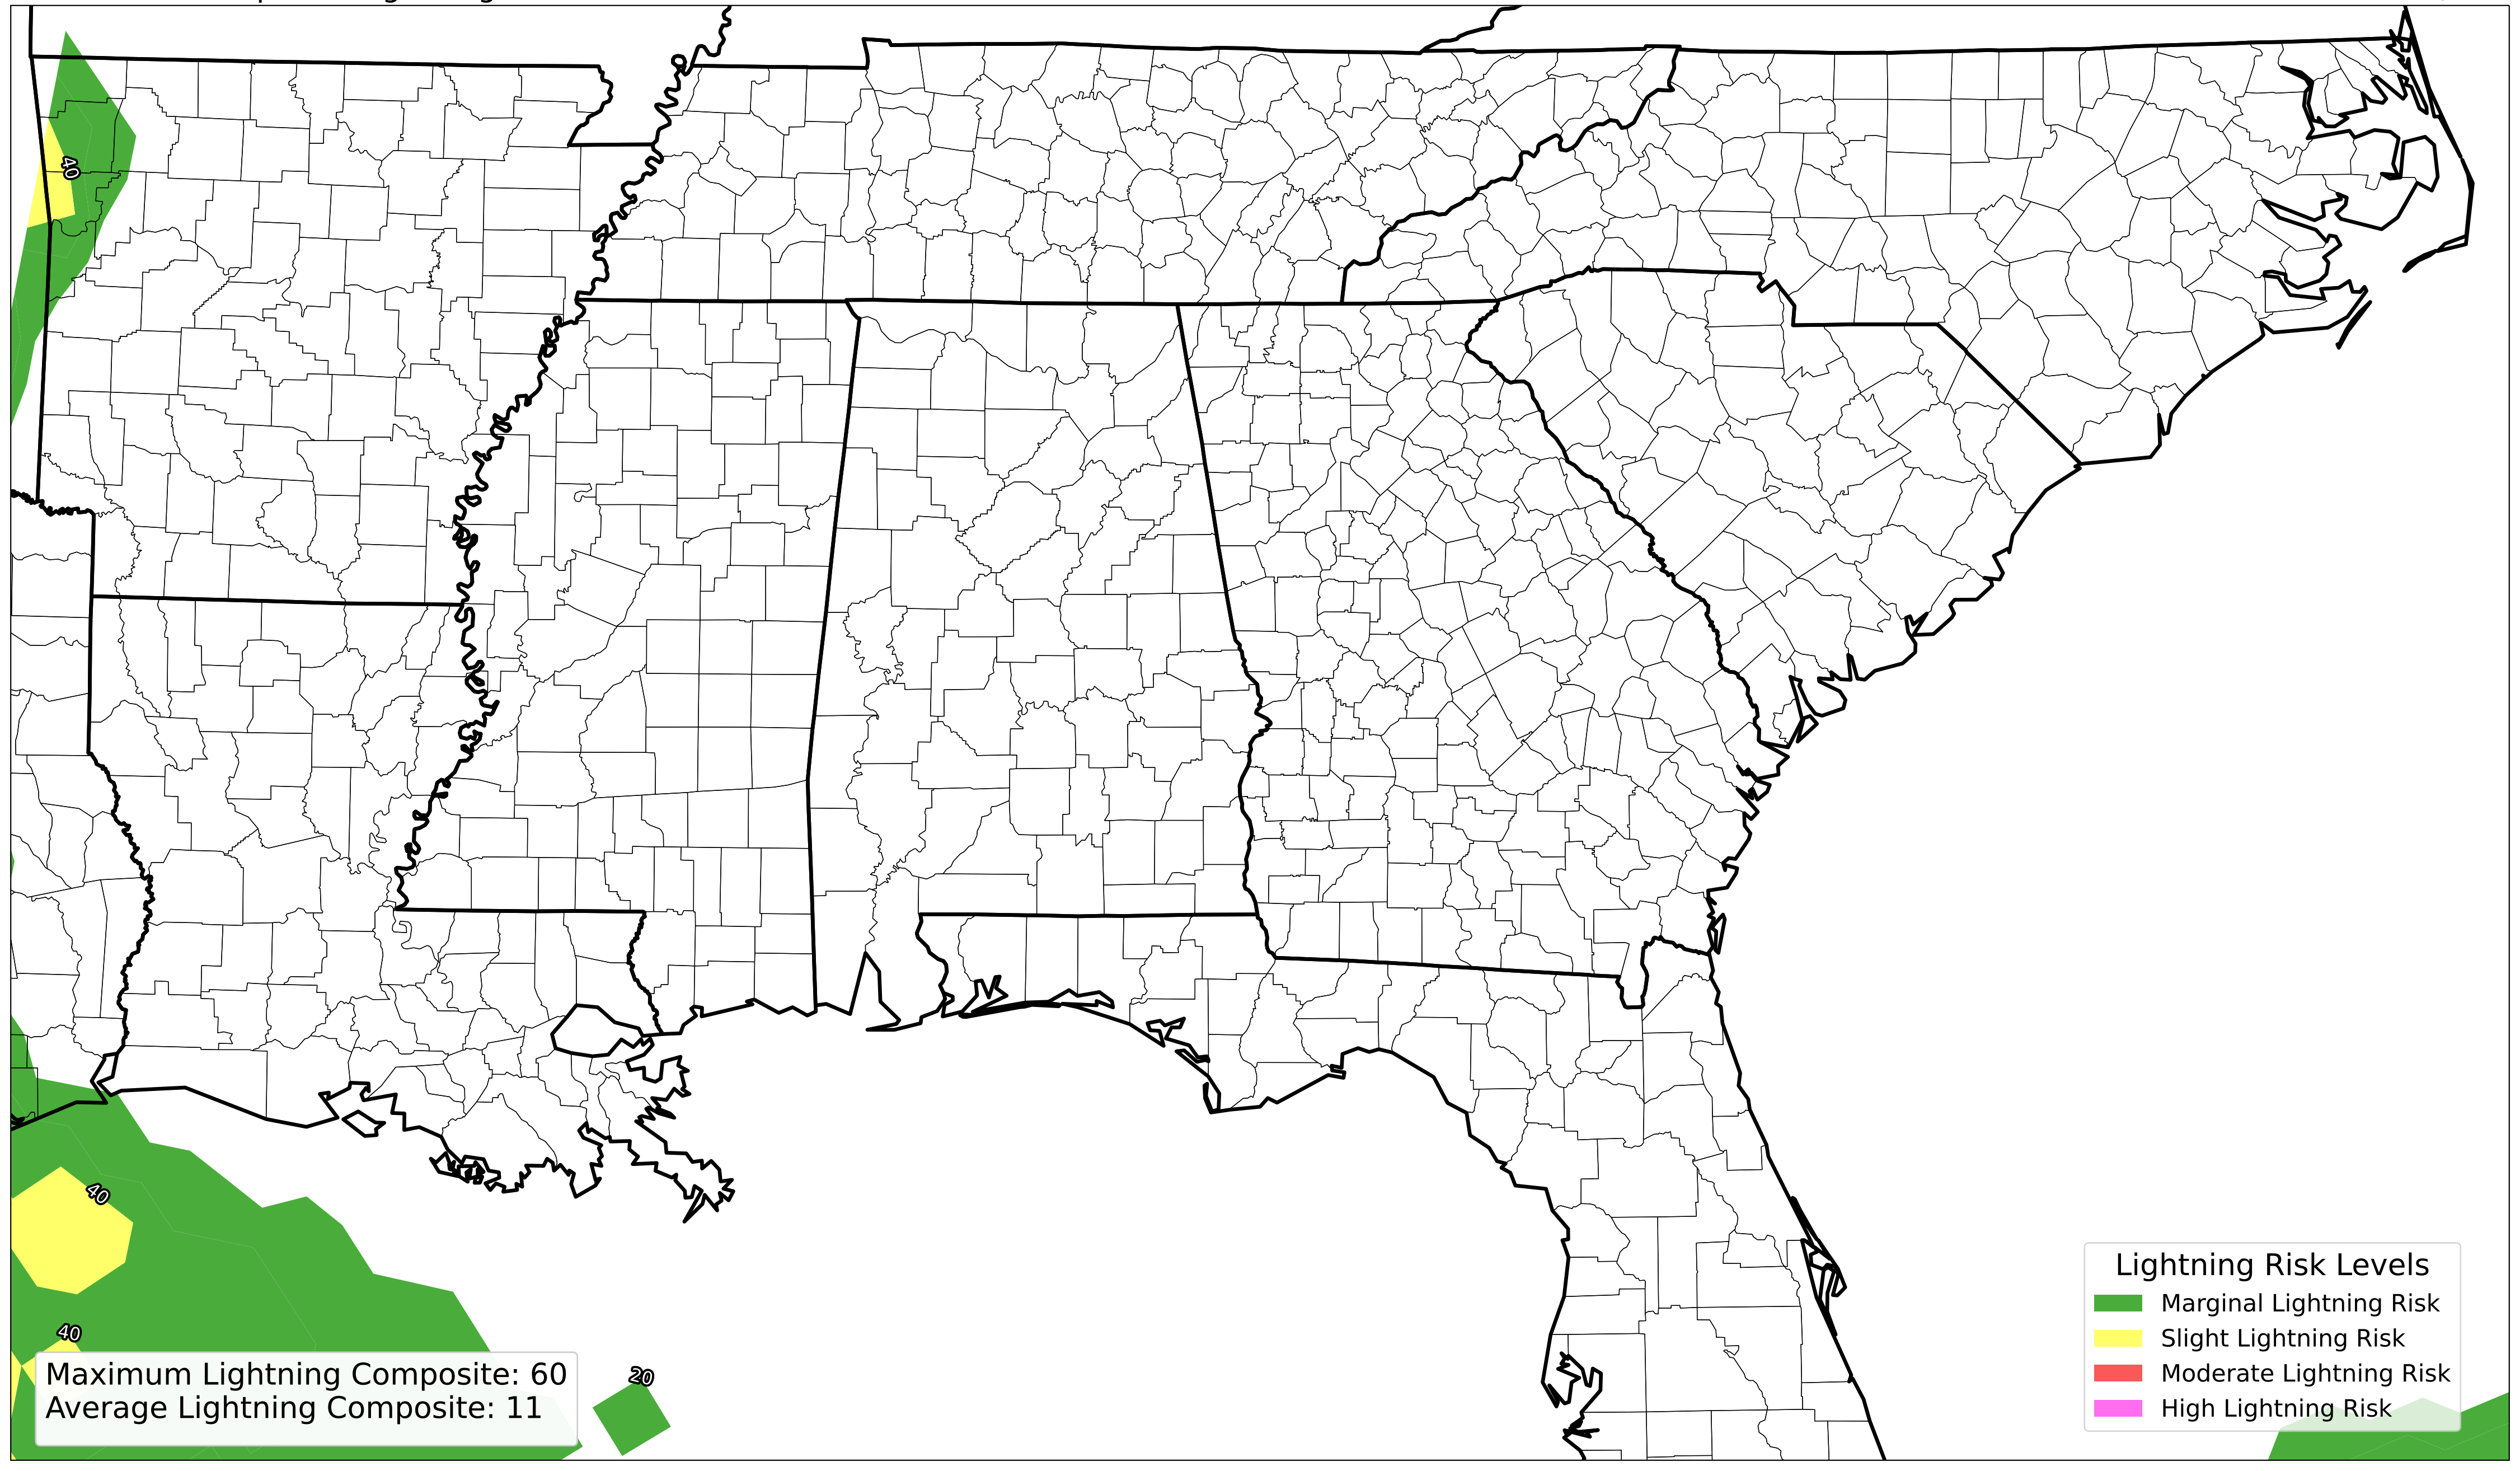 40
40
40
20
Maximum Lightning Composite: 60
Average Lightning Composite: 11
Lightning Risk Levels
Marginal Lightning Risk
Slight Lightning Risk
Moderate Lightning Risk
High Lightning Risk